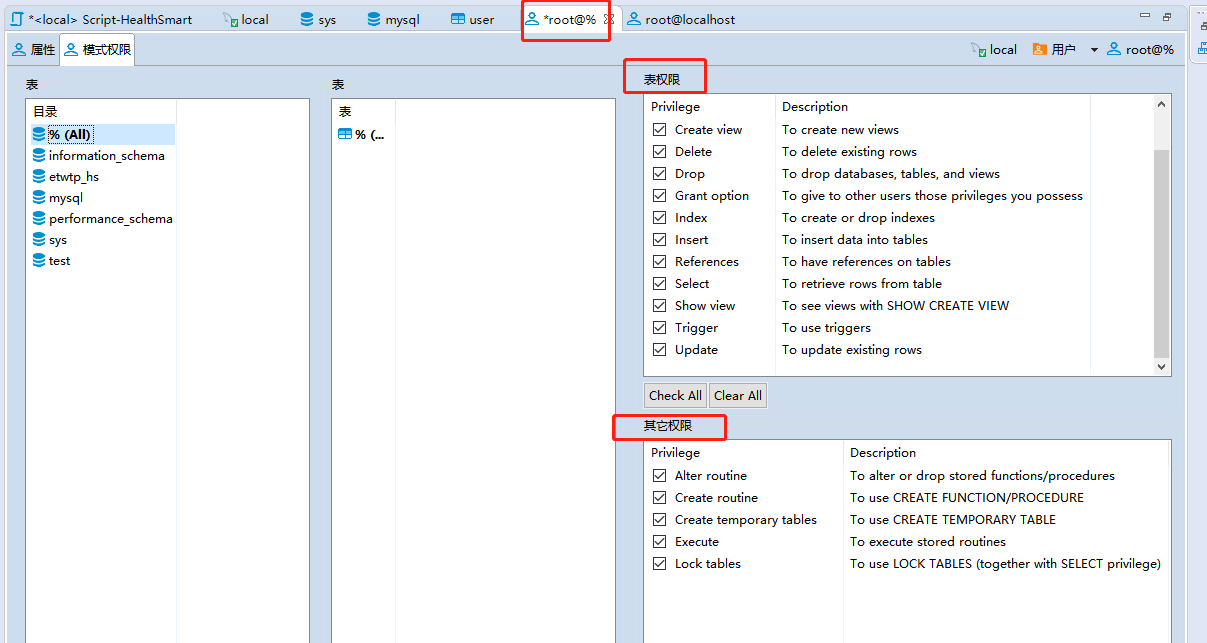 *<local> Script-HealthSmart local sys mysql user *root@% root@localhost
属性 模式权限 local 用户 root@%
表
目录
% (All)
information_schema
etwtp_hs
mysql
performance_schema
sys
test
表
表
% (...
表权限
Privilege Description
Create view To create new views
Delete To delete existing rows
Drop To drop databases, tables, and views
Grant option To give to other users those privileges you possess
Index To create or drop indexes
Insert To insert data into tables
References To have references on tables
Select To retrieve rows from table
Show view To see views with SHOW CREATE VIEW
Trigger To use triggers
Update To update existing rows
Check All Clear All
其它权限
Privilege Description
Alter routine To alter or drop stored functions/procedures
Create routine To use CREATE FUNCTION/PROCEDURE
Create temporary tables To use CREATE TEMPORARY TABLE
Execute To execute stored routines
Lock tables To use LOCK TABLES (together with SELECT privilege)